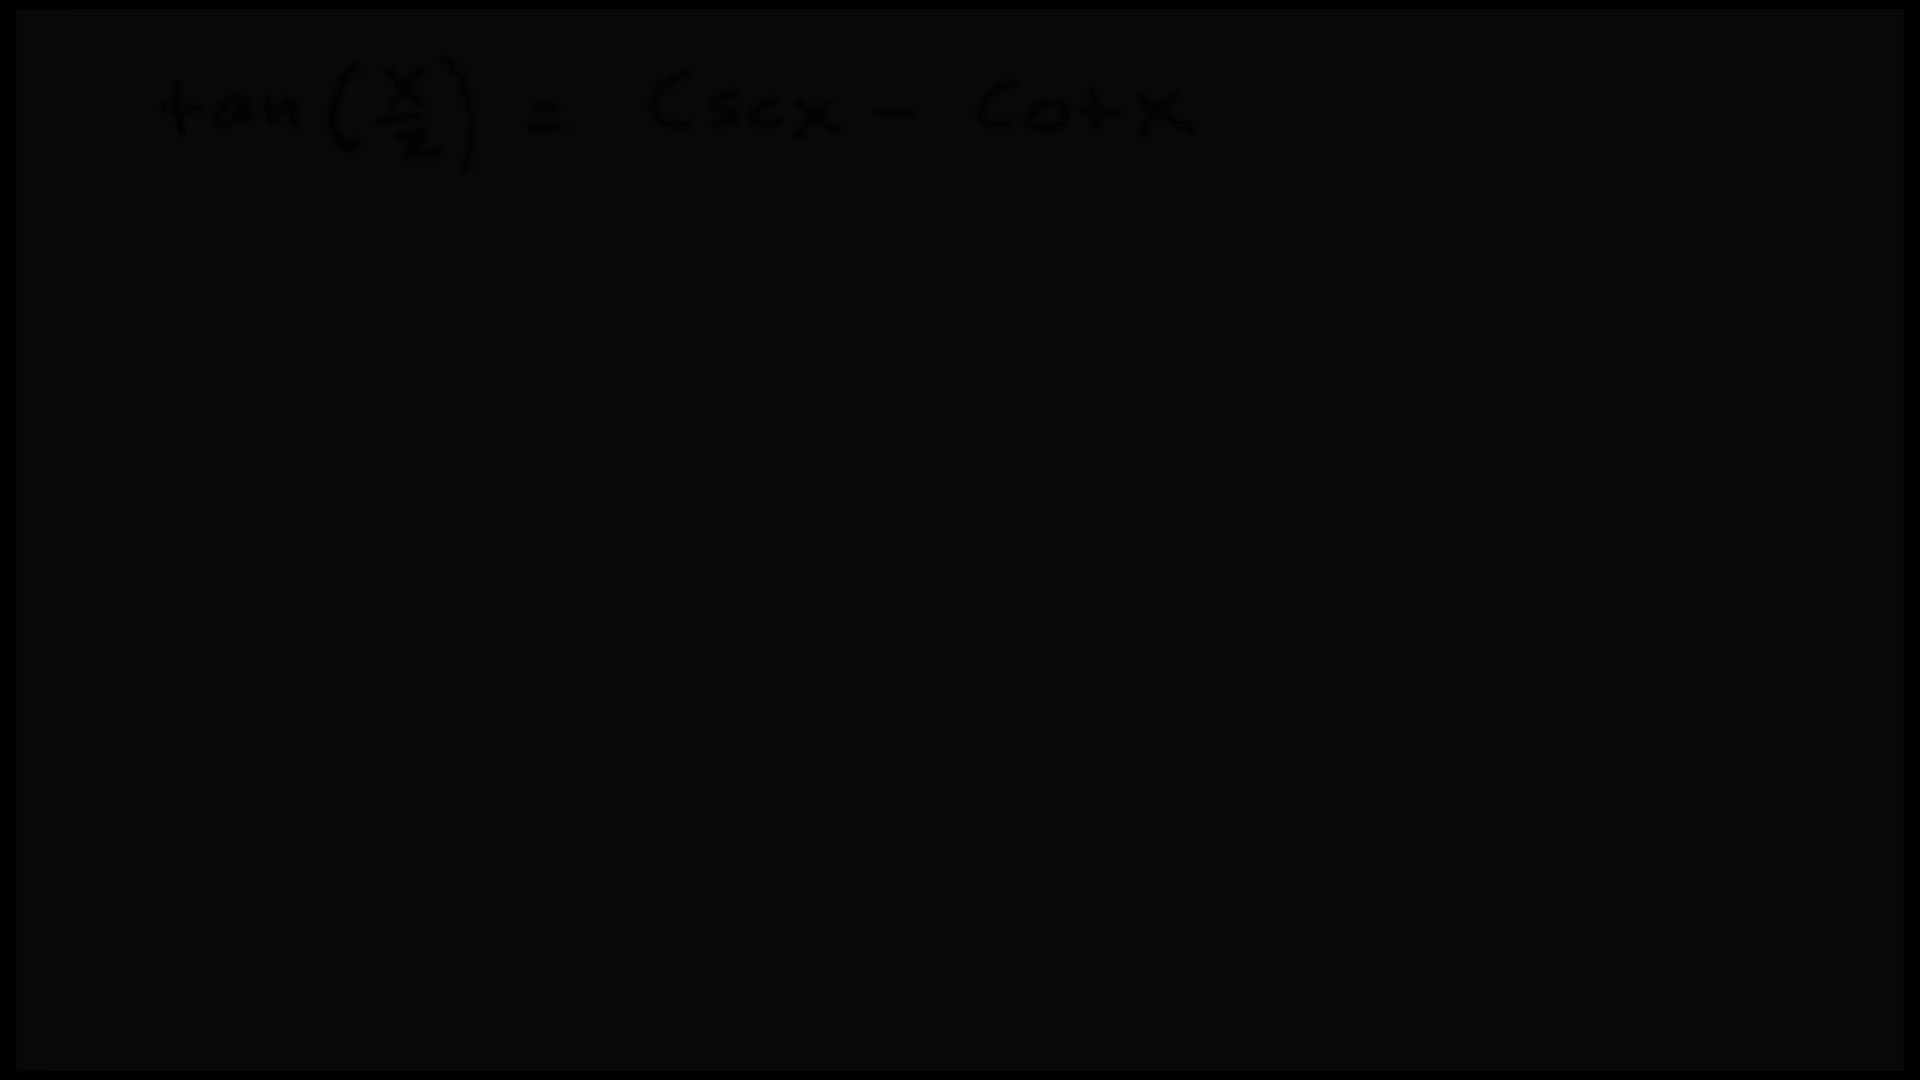 tan(x/2) = Cscx - Cotx